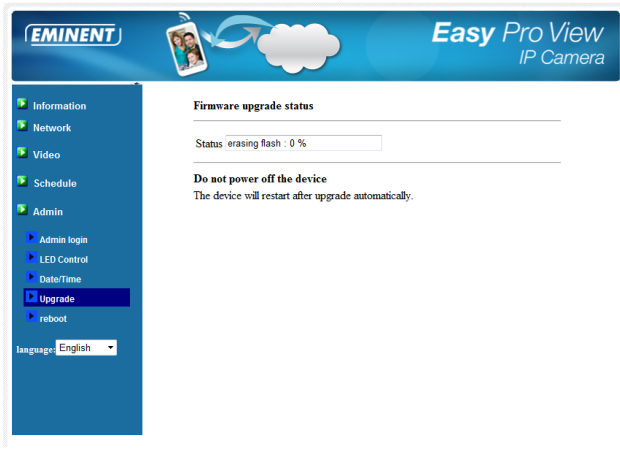 EMINENT
Easy Pro View
IP Camera
Information
Network
Video
Schedule
Admin
Admin login
LED Control
Date/Time
Upgrade
reboot
language: English
Firmware upgrade status
Status erasing flash : 0 %
Do not power off the device
The device will restart after upgrade automatically.